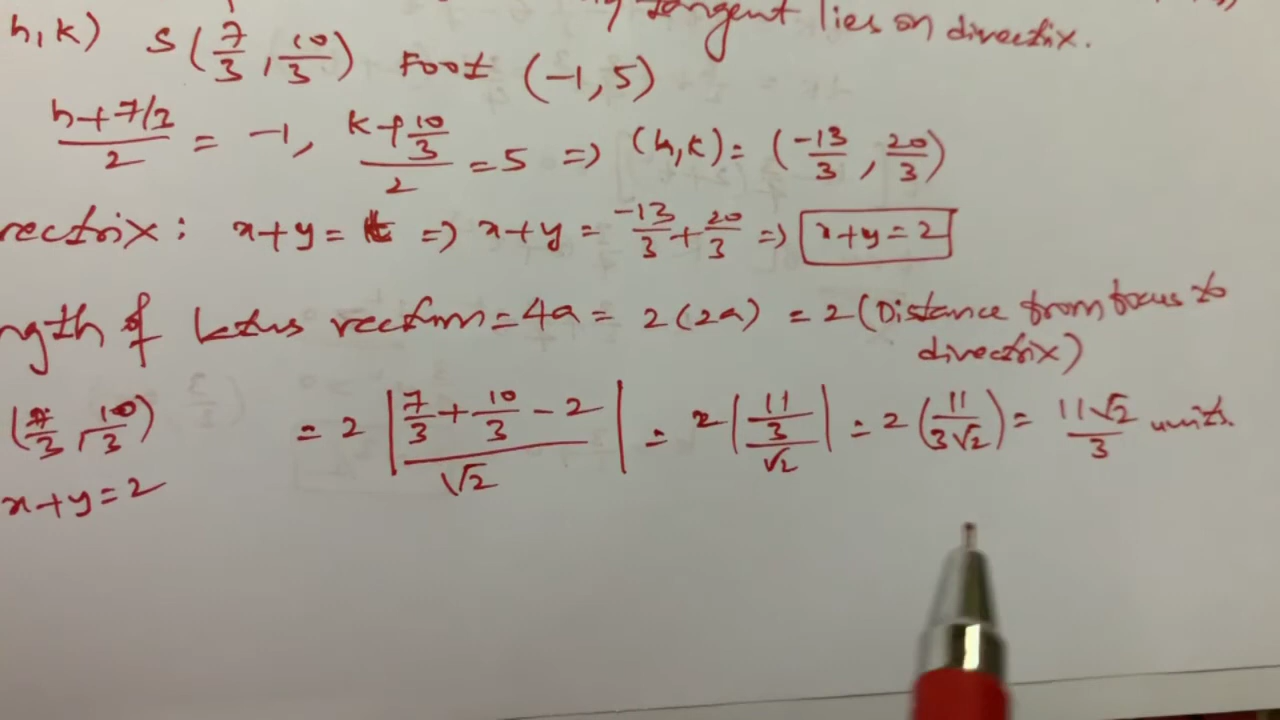 tangent lies on directrix.
h, k) S(7/3, 10/3) Foot (-1, 5)
(h+7/3)/2 = -1, (k+10/3)/2 = 5 => (h, k) = (-13/3, 20/3)
rectrix: x+y = k => x+y = -13/3 + 20/3 => x+y = 2
ngth of latus rectum = 4a = 2(2a) = 2(Distance from focus to
directrix)
(7/3, 10/3) = 2 |(7/3 + 10/3 - 2)/√2| = 2 |(11/3)/√2| = 2 (11/(3√2)) = 11√2/3 units.
x+y=2